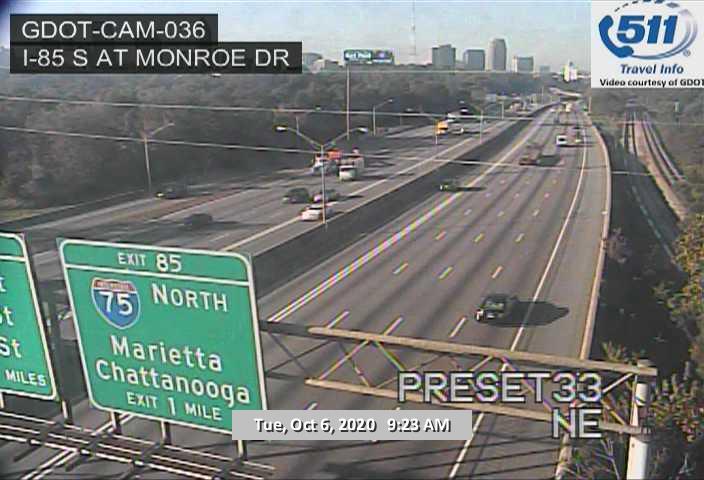 GDOT-CAM-036
I-85 S AT MONROE DR
511
Travel Info
Video courtesy of GDOT
EXIT 85
INTERSTATE
75
NORTH
Marietta
Chattanooga
EXIT 1 MILE
t
St
MILES
PRESET33
NE
Tue, Oct 6, 2020 9:23 AM